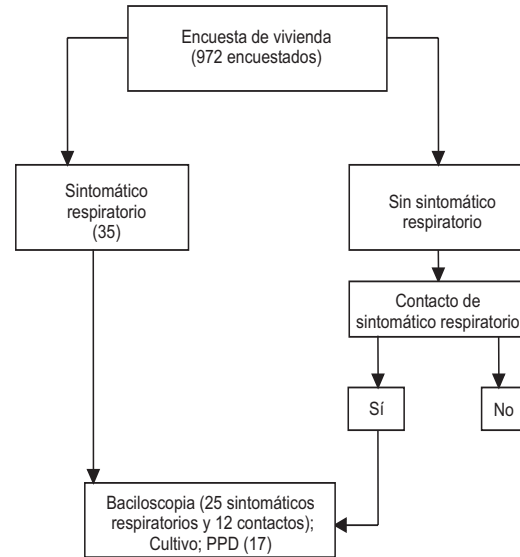 Encuesta de vivienda
(972 encuestados)
Sintomático
respiratorio
(35)
Sin sintomático
respiratorio
Contacto de
sintomático respiratorio
Sí
No
Baciloscopia (25 sintomáticos
respiratorios y 12 contactos);
Cultivo; PPD (17)